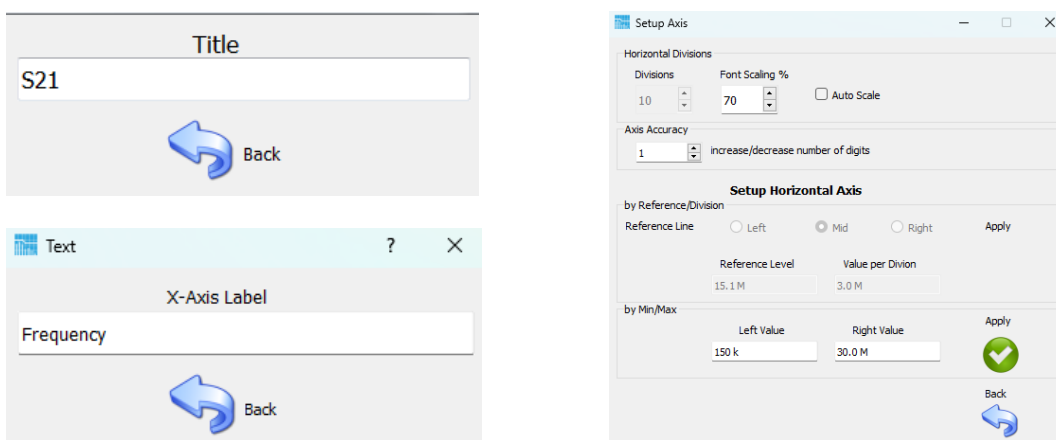 Title
S21
Back
Text ?
X-Axis Label
Frequency
Back
Setup Axis
Horizontal Divisions
Divisions Font Scaling %
10 70 Auto Scale
Axis Accuracy
1 increase/decrease number of digits
Setup Horizontal Axis
by Reference/Division
Reference Line Left Mid Right Apply
Reference Level Value per Divion
15.1 M 3.0 M
by Min/Max
Left Value Right Value Apply
150 k 30.0 M
Back